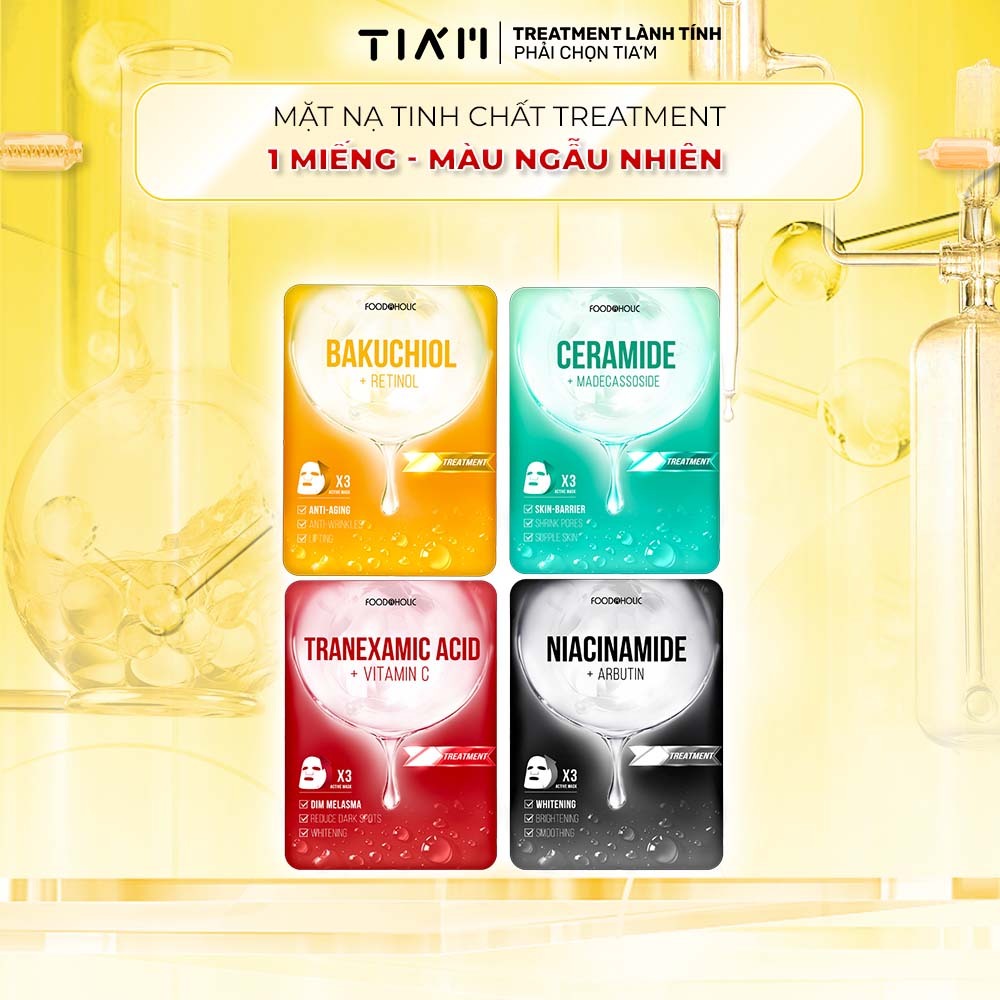 TIA'M
TREATMENT LÀNH TÍNH
PHẢI CHỌN TIA'M
MẶT NẠ TINH CHẤT TREATMENT
1 MIẾNG - MÀU NGẪU NHIÊN
FOODAHOLIC
BAKUCHIOL
+ RETINOL
TREATMENT
X3
ACTIVE MASK
ANTI-AGING
ANTI-WRINKLES
LIFTING
FOODAHOLIC
CERAMIDE
+ MADECASSOSIDE
TREATMENT
X3
ACTIVE MASK
SKIN-BARRIER
SHRINK PORES
SUPPLE SKIN
FOODAHOLIC
TRANEXAMIC ACID
+ VITAMIN C
TREATMENT
X3
ACTIVE MASK
DIM MELASMA
REDUCE DARK SPOTS
WHITENING
FOODAHOLIC
NIACINAMIDE
+ ARBUTIN
TREATMENT
X3
ACTIVE MASK
WHITENING
BRIGHTENING
SMOOTHING